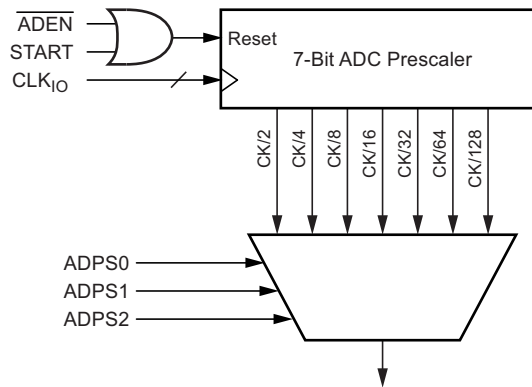 ADEN
START
CLKIO
Reset
7-Bit ADC Prescaler
CK/2
CK/4
CK/8
CK/16
CK/32
CK/64
CK/128
ADPS0
ADPS1
ADPS2